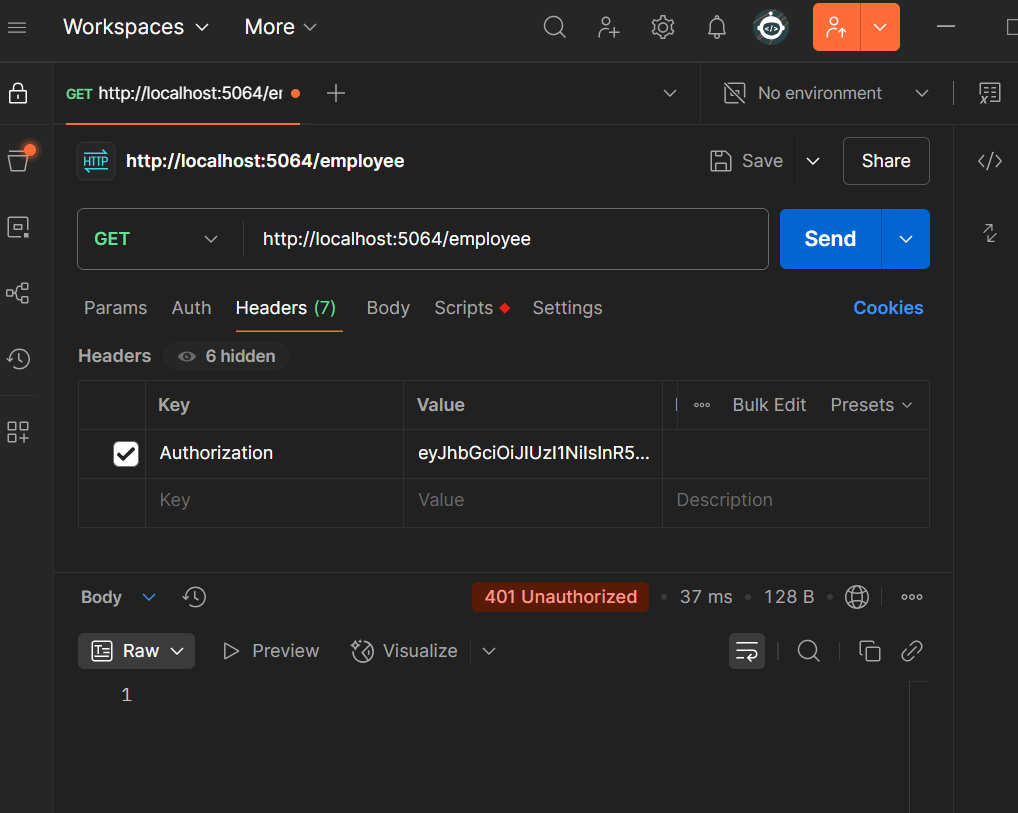 Workspaces More
GET http://localhost:5064/er
No environment
HTTP http://localhost:5064/employee Save Share
GET http://localhost:5064/employee Send
Params Auth Headers (7) Body Scripts Settings Cookies
Headers 6 hidden
Key Value Bulk Edit Presets
Authorization eyJhbGciOiJIUzI1NiIsInR5...
Key Value Description
Body 401 Unauthorized • 37 ms • 128 B
Raw Preview Visualize
1